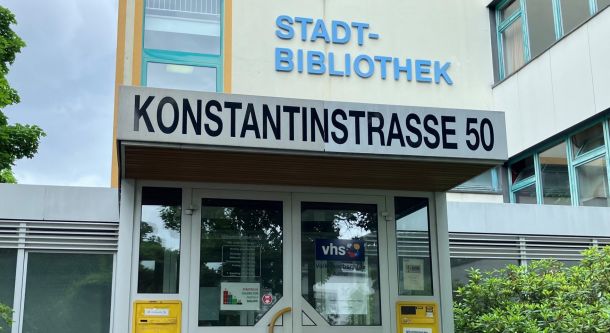 STADT-
BIBLIOTHEK
KONSTANTINSTRASSE 50
vhs